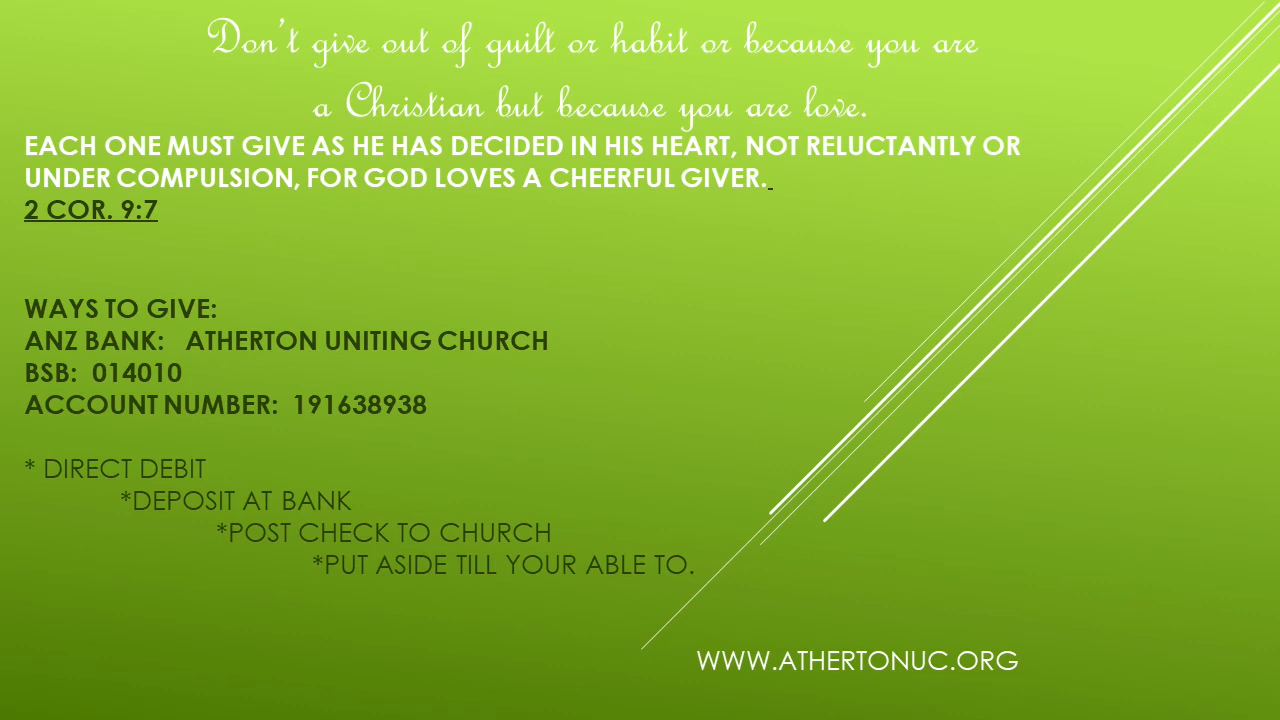 Don't give out of guilt or habit or because you are
a Christian but because you are love.
EACH ONE MUST GIVE AS HE HAS DECIDED IN HIS HEART, NOT RELUCTANTLY OR
UNDER COMPULSION, FOR GOD LOVES A CHEERFUL GIVER.
2 COR. 9:7
WAYS TO GIVE:
ANZ BANK: ATHERTON UNITING CHURCH
BSB: 014010
ACCOUNT NUMBER: 191638938
* DIRECT DEBIT
*DEPOSIT AT BANK
*POST CHECK TO CHURCH
*PUT ASIDE TILL YOUR ABLE TO.
WWW.ATHERTONUC.ORG